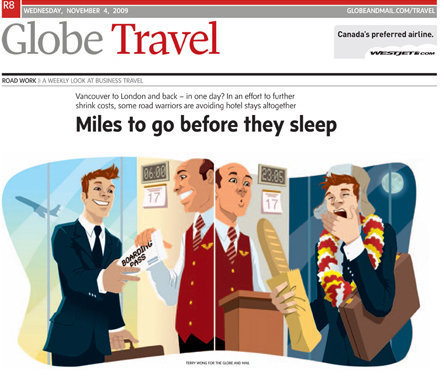 R8
WEDNESDAY, NOVEMBER 4, 2009
GLOBEANDMAIL.COM/TRAVEL
Globe Travel
Canada's preferred airline.
WESTJET.COM
ROAD WORK » A WEEKLY LOOK AT BUSINESS TRAVEL
Vancouver to London and back – in one day? In an effort to further
shrink costs, some road warriors are avoiding hotel stays altogether
Miles to go before they sleep
06:00
17
23:05
17
BOARDING
PASS
TERRY WONG FOR THE GLOBE AND MAIL